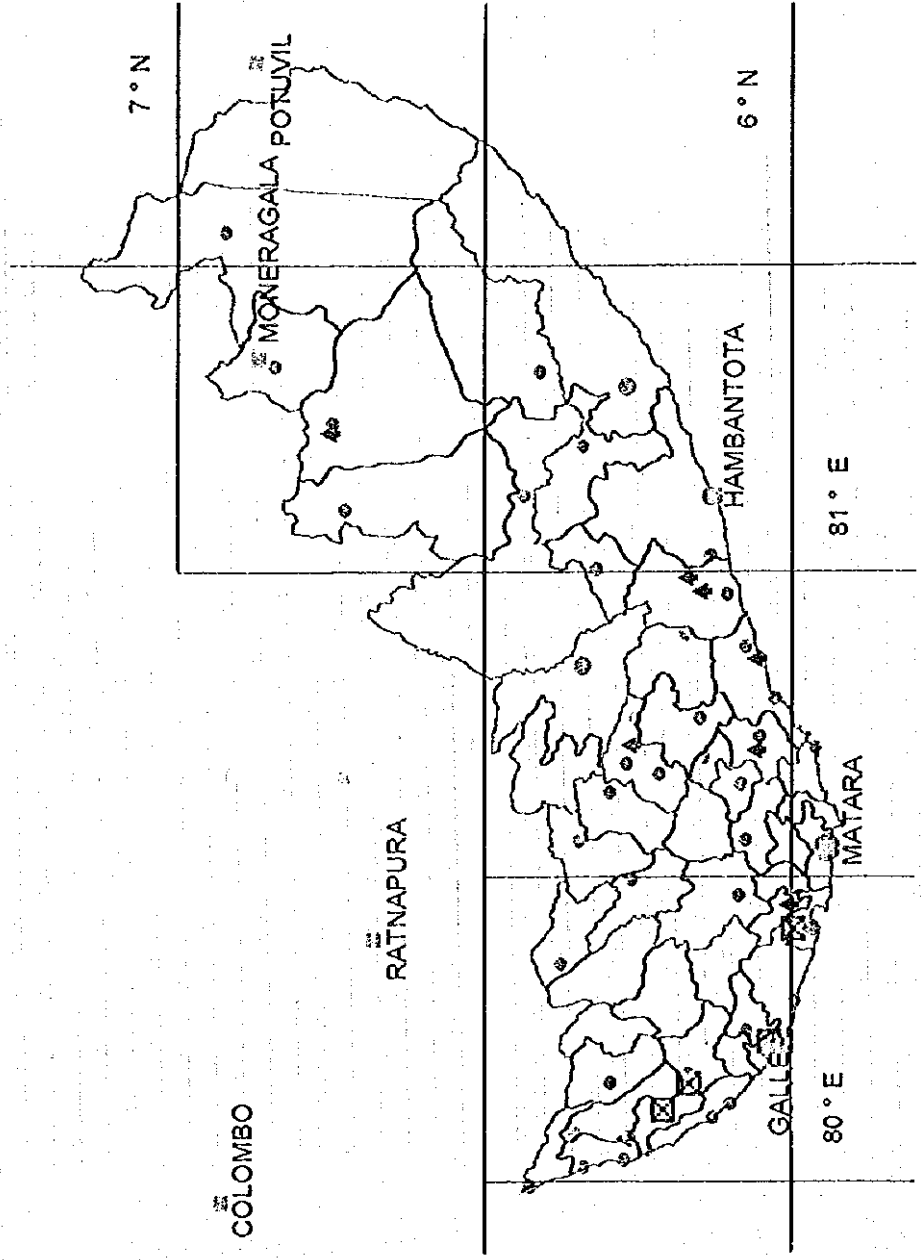 7° N
MONERAGALA
POTUVIL
COLOMBO
RATNAPURA
6° N
HAMBANTOTA
MATARA
GALLE
80° E
81° E